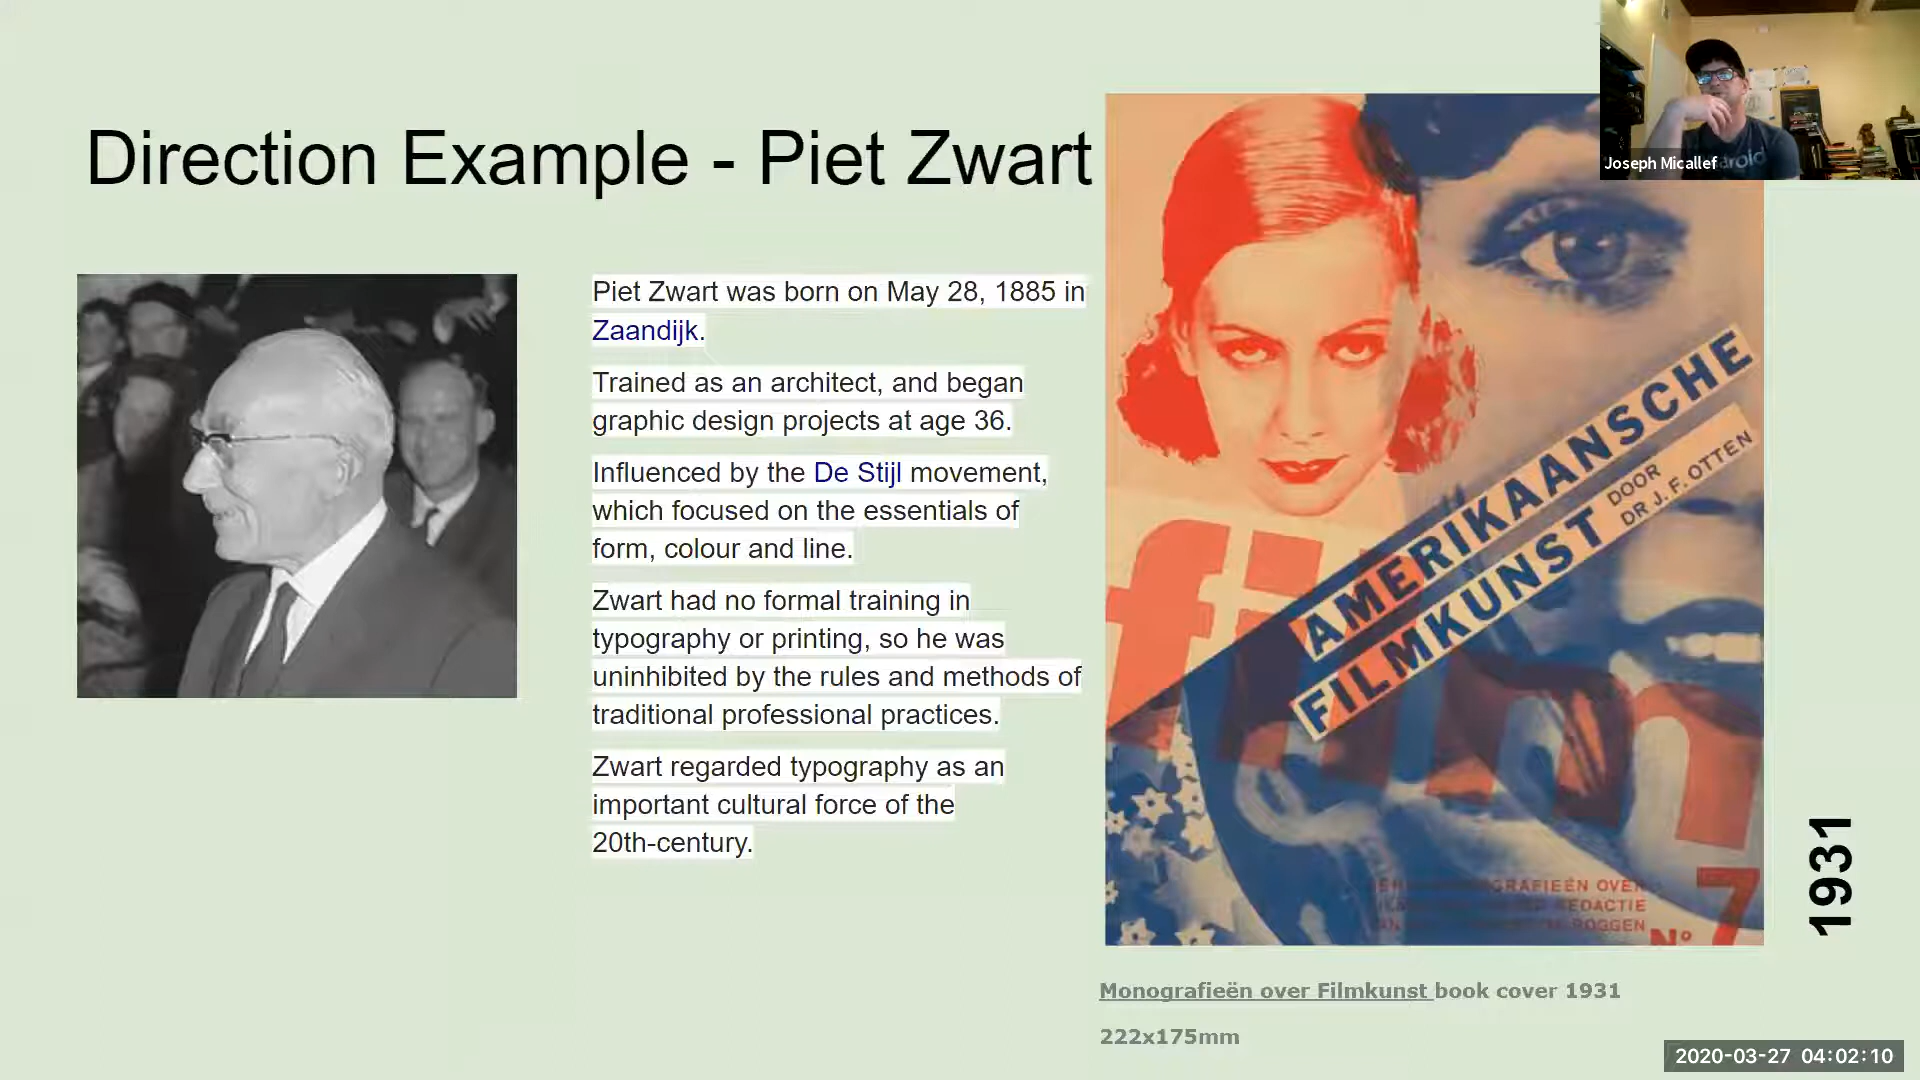 Direction Example - Piet Zwart
Joseph Micallef
Piet Zwart was born on May 28, 1885 in
Zaandijk.
Trained as an architect, and began
graphic design projects at age 36.
Influenced by the De Stijl movement,
which focused on the essentials of
form, colour and line.
Zwart had no formal training in
typography or printing, so he was
uninhibited by the rules and methods of
traditional professional practices.
Zwart regarded typography as an
important cultural force of the
20th-century.
AMERIKAANSCHE
FILMKUNST
DOOR
DR J. F. OTTEN
film
OVER
REDACTIE
ROGGEN
No 7
1931
Monografieën over Filmkunst book cover 1931
222x175mm
2020-03-27 04:02:10